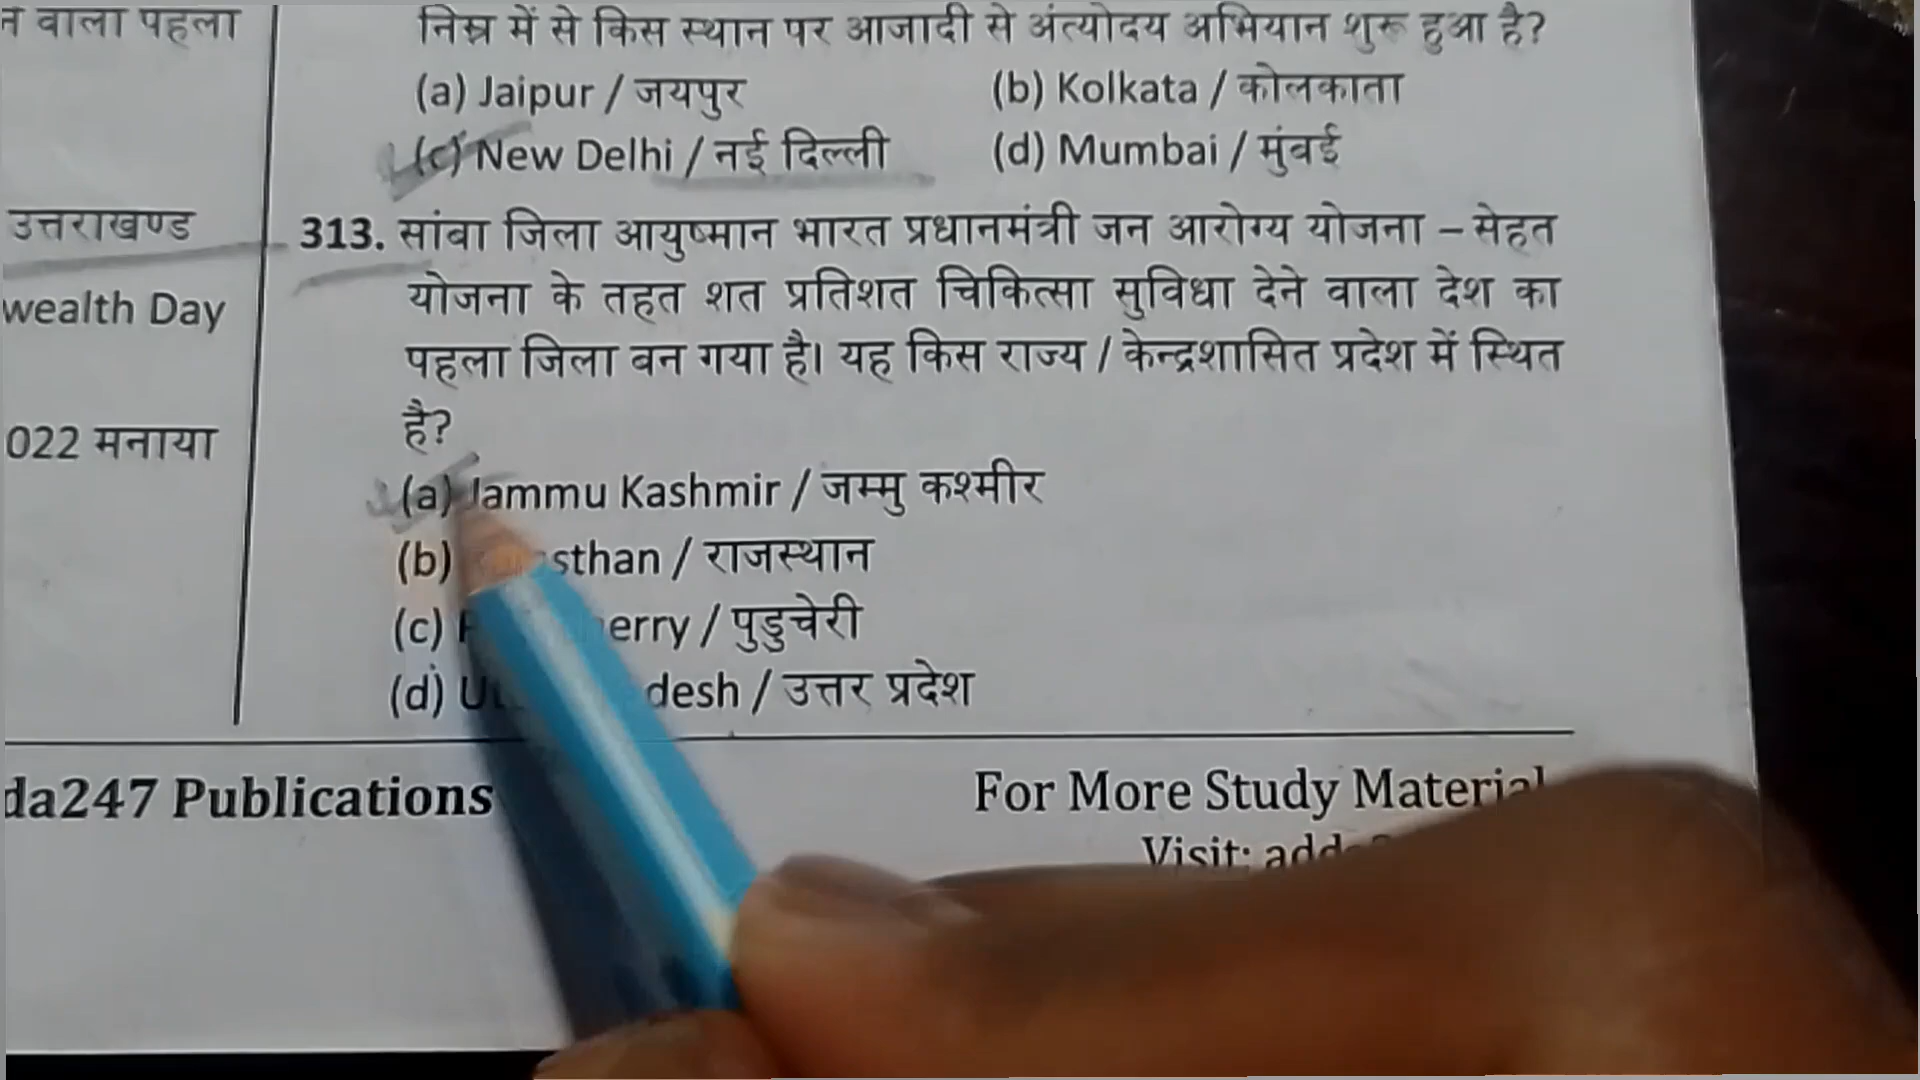 वाला पहला
उत्तराखण्ड
wealth Day
022 मनाया
निम्न में से किस स्थान पर आजादी से अंत्योदय अभियान शुरू हुआ है?
(a) Jaipur / जयपुर (b) Kolkata / कोलकाता
(c) New Delhi / नई दिल्ली (d) Mumbai / मुंबई
313. सांबा जिला आयुष्मान भारत प्रधानमंत्री जन आरोग्य योजना – सेहत
योजना के तहत शत प्रतिशत चिकित्सा सुविधा देने वाला देश का
पहला जिला बन गया है। यह किस राज्य / केन्द्रशासित प्रदेश में स्थित
है?
(a) Jammu Kashmir / जम्मु कश्मीर
(b) sthan / राजस्थान
(c) erry / पुडुचेरी
(d) desh / उत्तर प्रदेश
da247 Publications
For More Study Material
Visit: